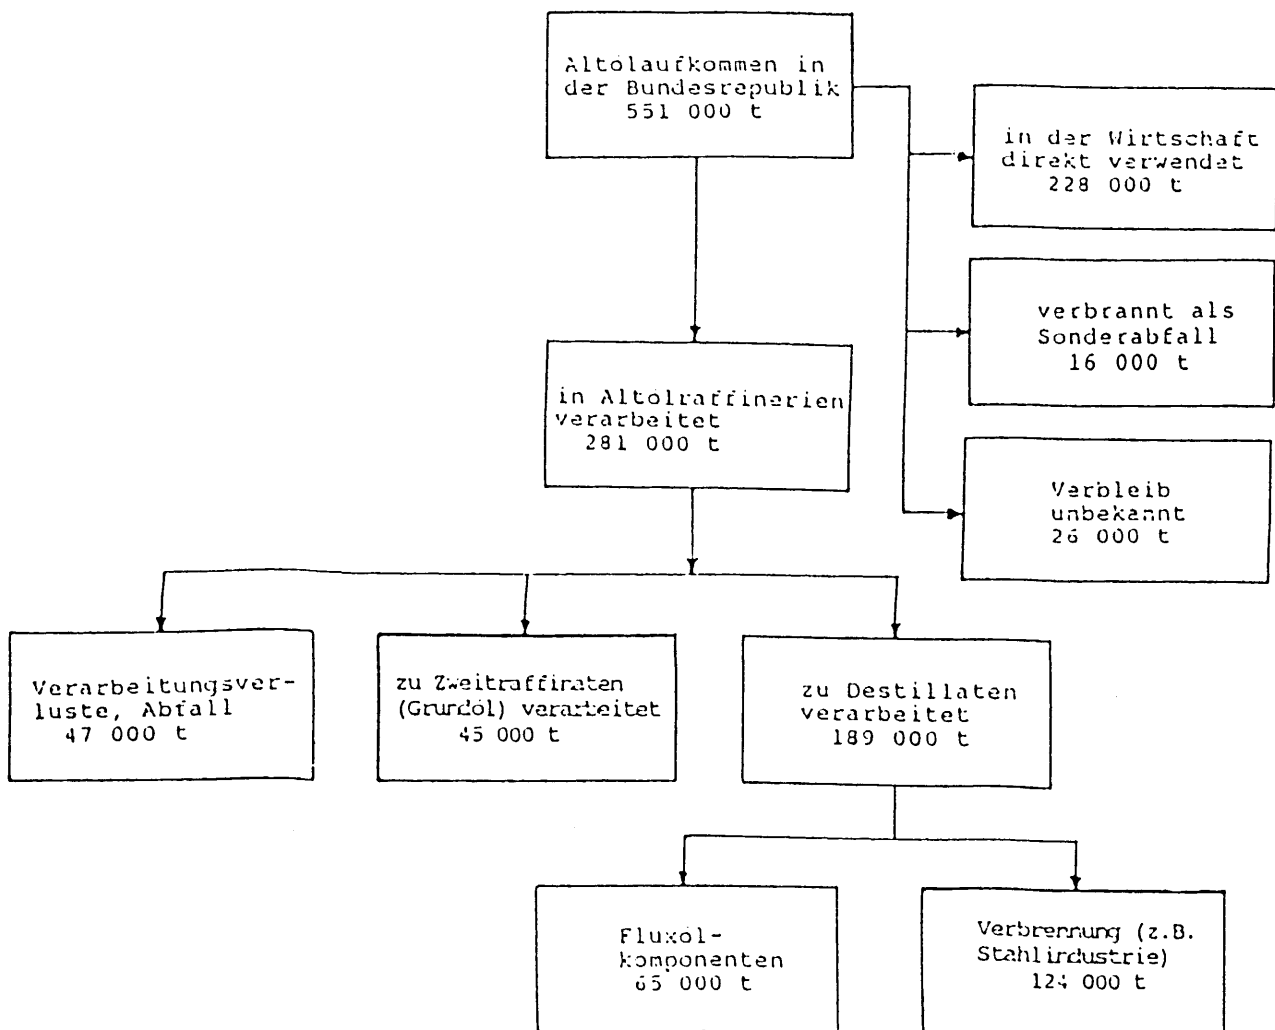 Altölaufkommen in
der Bundesrepublik
551 000 t
in der Wirtschaft
direkt verwendet
228 000 t
verbrannt als
Sonderabfall
16 000 t
in Altölraffinerien
verarbeitet
281 000 t
Verbleib
unbekannt
26 000 t
Verarbeitungsver-
luste, Abfall
47 000 t
zu Zweitraffinaten
(Grundöl) verarbeitet
45 000 t
zu Destillaten
verarbeitet
189 000 t
Fluxöl-
komponenten
65 000 t
Verbrennung (z.B.
Stahlindustrie)
124 000 t